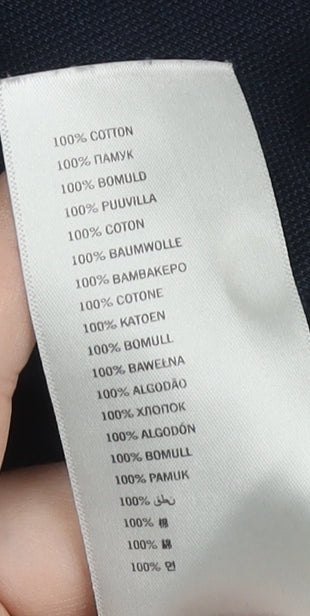 100% COTTON
100% ПАМУК
100% BOMULD
100% PUUVILLA
100% COTON
100% BAUMWOLLE
100% ΒΑΜΒΑΚΕΡΟ
100% COTONE
100% KATOEN
100% BOMULL
100% BAWEŁNA
100% ALGODÃO
100% ХЛОПОК
100% ALGODÓN
100% BOMULL
100% PAMUK
100%
100% 棉
100% 綿
100% 면